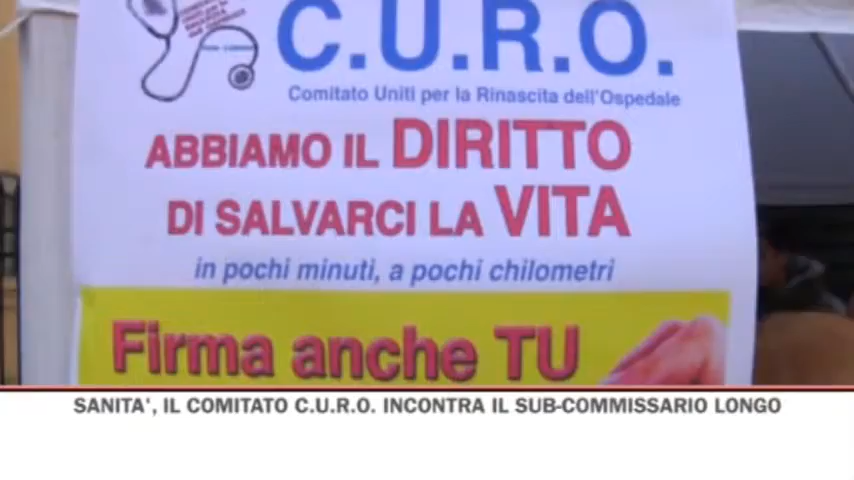 C.U.R.O.
Comitato Uniti per la Rinascita dell'Ospedale
ABBIAMO IL DIRITTO
DI SALVARCI LA VITA
in pochi minuti, a pochi chilometri
Firma anche TU
SANITA', IL COMITATO C.U.R.O. INCONTRA IL SUB-COMMISSARIO LONGO